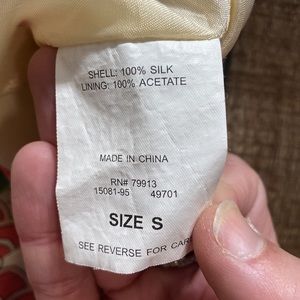 SHELL: 100% SILK
LINING: 100% ACETATE
MADE IN CHINA
RN# 79913
15081-95 49701
SIZE S
SEE REVERSE FOR CARE